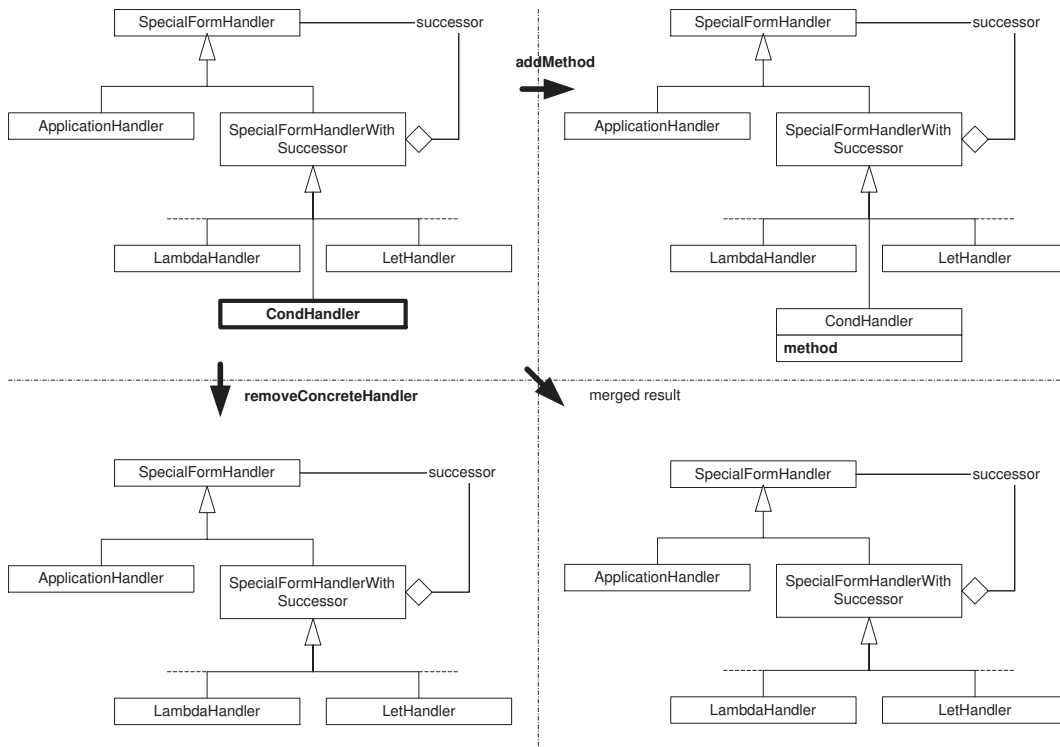 SpecialFormHandler
successor
ApplicationHandler
SpecialFormHandlerWith
Successor
LambdaHandler
LetHandler
CondHandler
addMethod
SpecialFormHandler
successor
ApplicationHandler
SpecialFormHandlerWith
Successor
LambdaHandler
LetHandler
CondHandler
method
removeConcreteHandler
merged result
SpecialFormHandler
successor
ApplicationHandler
SpecialFormHandlerWith
Successor
LambdaHandler
LetHandler
SpecialFormHandler
successor
ApplicationHandler
SpecialFormHandlerWith
Successor
LambdaHandler
LetHandler